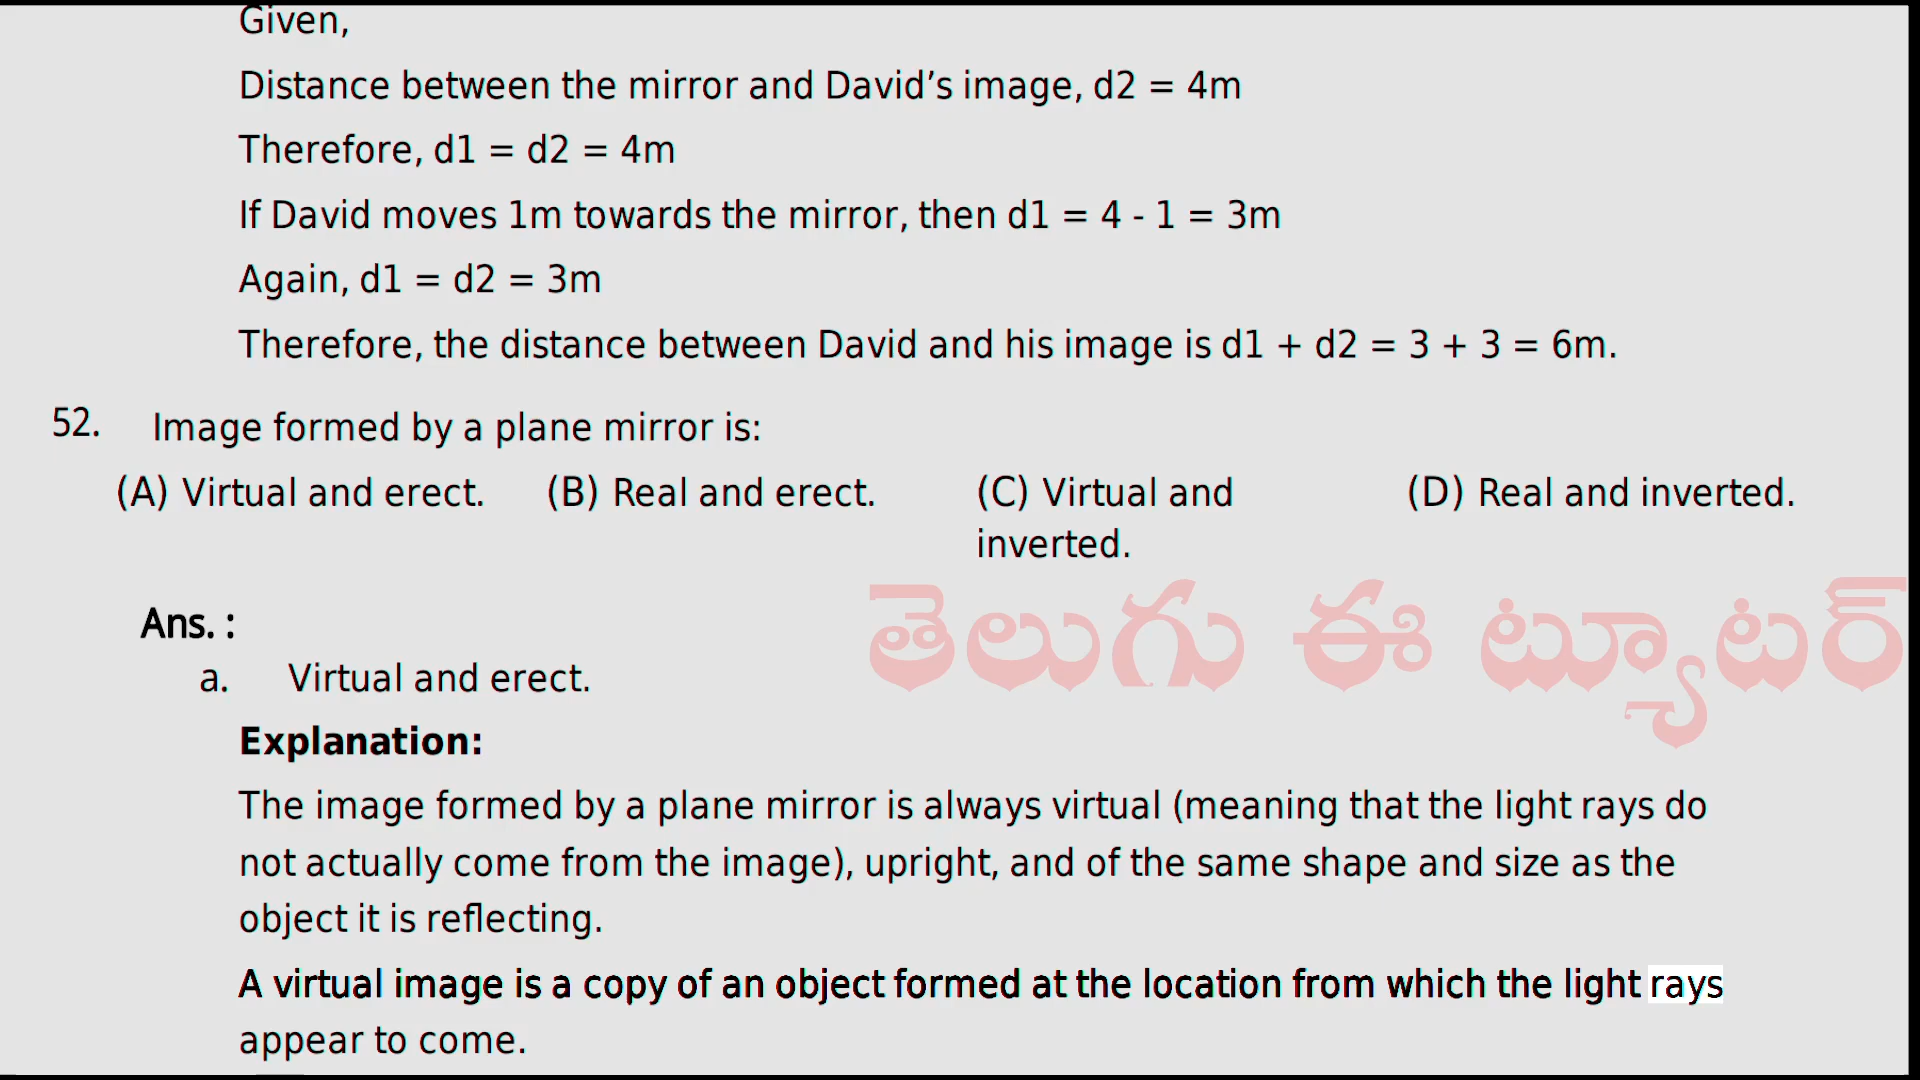 Given,
Distance between the mirror and David’s image, d2 = 4m
Therefore, d1 = d2 = 4m
If David moves 1m towards the mirror, then d1 = 4 - 1 = 3m
Again, d1 = d2 = 3m
Therefore, the distance between David and his image is d1 + d2 = 3 + 3 = 6m.
52. Image formed by a plane mirror is:
(A) Virtual and erect. (B) Real and erect. (C) Virtual and inverted. (D) Real and inverted.
తెలుగు ఈ ట్యూటర్
Ans. :
a. Virtual and erect.
Explanation:
The image formed by a plane mirror is always virtual (meaning that the light rays do
not actually come from the image), upright, and of the same shape and size as the
object it is reflecting.
A virtual image is a copy of an object formed at the location from which the light rays
appear to come.